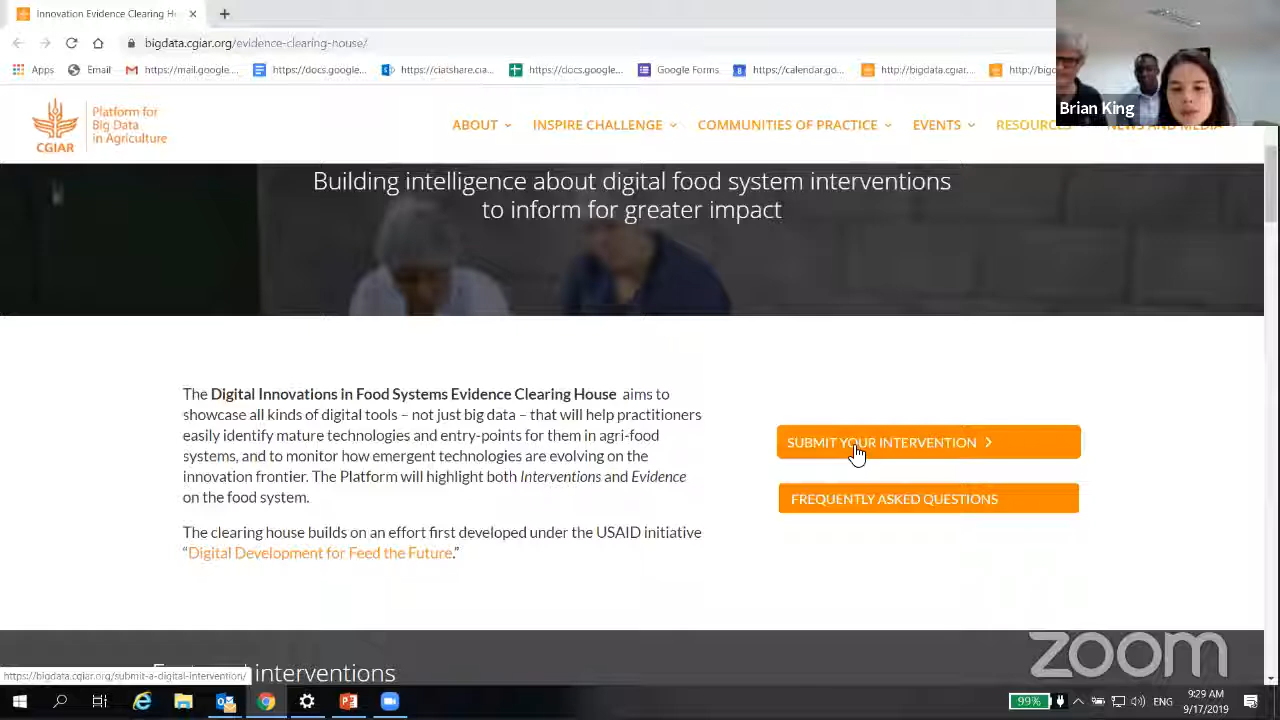 Innovation Evidence Clearing H
bigdata.cgiar.org/evidence-clearing-house/
Apps Email https://mail.google.... https://docs.google... https://ciatshare.cia... https://docs.google... Google Forms https://calendar.go... http://bigdata.cgiar.... http://big
Brian King
CGIAR
Platform for
Big Data
in Agriculture
ABOUT INSPIRE CHALLENGE COMMUNITIES OF PRACTICE EVENTS RESOURCES NEWS AND MEDIA
Building intelligence about digital food system interventions
to inform for greater impact
The Digital Innovations in Food Systems Evidence Clearing House aims to
showcase all kinds of digital tools – not just big data – that will help practitioners
easily identify mature technologies and entry-points for them in agri-food
systems, and to monitor how emergent technologies are evolving on the
innovation frontier. The Platform will highlight both Interventions and Evidence
on the food system.
The clearing house builds on an effort first developed under the USAID initiative
“Digital Development for Feed the Future.”
SUBMIT YOUR INTERVENTION
FREQUENTLY ASKED QUESTIONS
interventions
zoom
https://bigdata.cgiar.org/submit-a-digital-intervention/
99% ENG
9:29 AM
9/17/2019